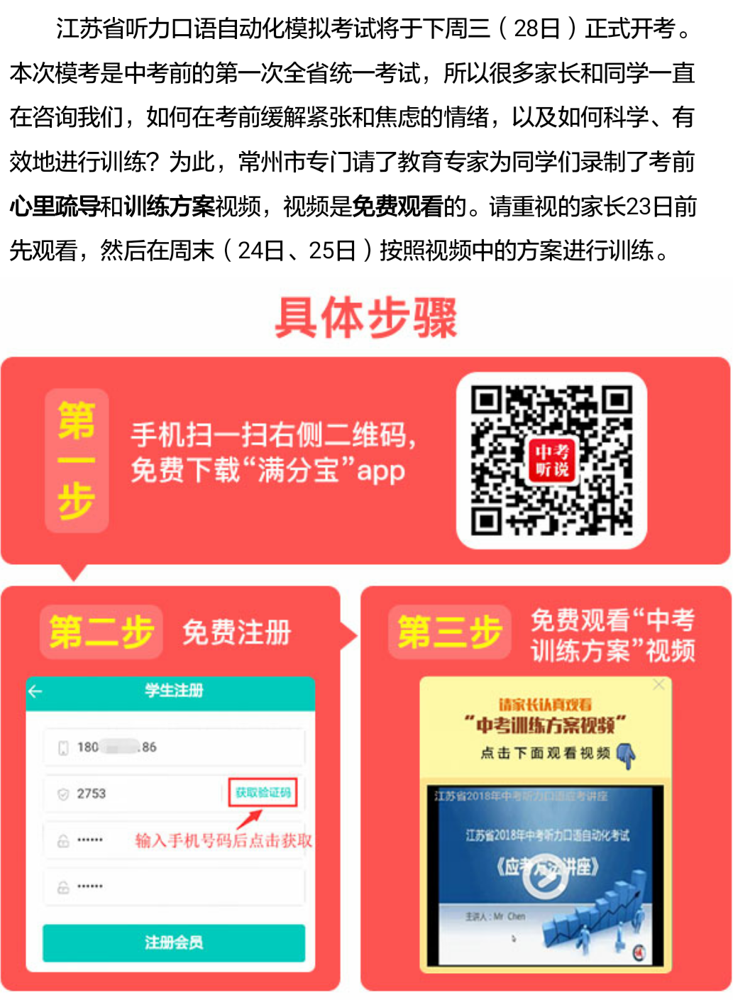 江苏省听力口语自动化模拟考试将于下周三（28日）正式开考。
本次模考是中考前的第一次全省统一考试，所以很多家长和同学一直
在咨询我们，如何在考前缓解紧张和焦虑的情绪，以及如何科学、有
效地进行训练？为此，常州市专门请了教育专家为同学们录制了考前
心里疏导和训练方案视频，视频是免费观看的。请重视的家长23日前
先观看，然后在周末（24日、25日）按照视频中的方案进行训练。
具体步骤
第一步
手机扫一扫右侧二维码，
免费下载“满分宝”app
中考
听说
第二步 免费注册
学生注册
180 .86
2753 获取验证码
输入手机号码后点击获取
••••••
••••••
注册会员
第三步
免费观看“中考
训练方案”视频
请家长认真观看
“中考训练方案视频”
点击下面观看视频
江苏省2018年中考听力口语应考讲座
江苏省2018年中考听力口语自动化考试
《应考方法讲座》
主讲人：Mr Chen